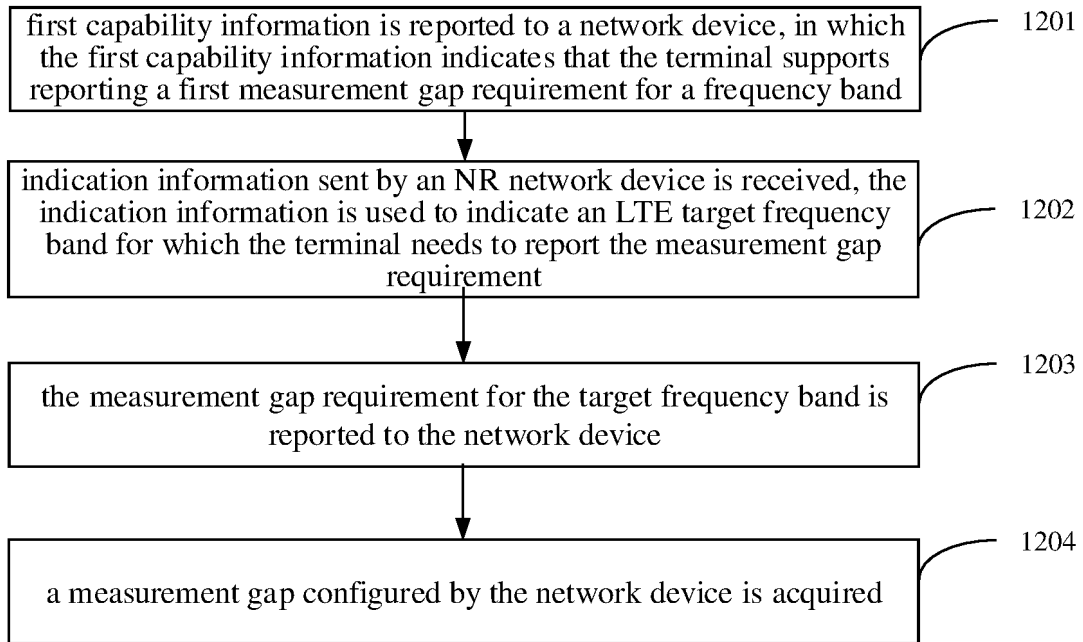 first capability information is reported to a network device, in which
the first capability information indicates that the terminal supports
reporting a first measurement gap requirement for a frequency band
1201
indication information sent by an NR network device is received, the
indication information is used to indicate an LTE target frequency
band for which the terminal needs to report the measurement gap
requirement
1202
the measurement gap requirement for the target frequency band is
reported to the network device
1203
a measurement gap configured by the network device is acquired
1204